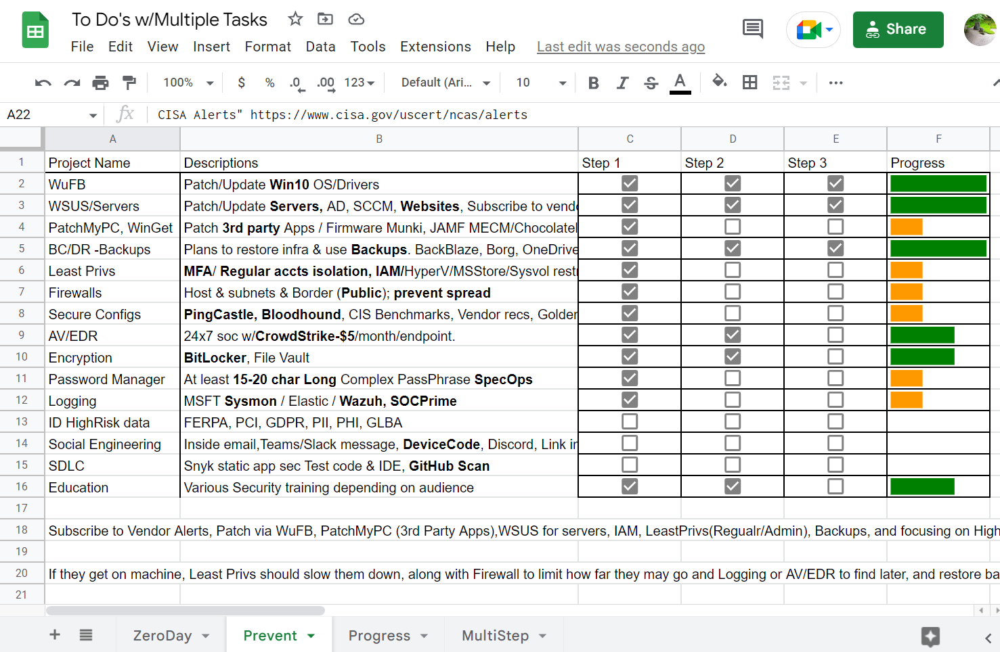 To Do's w/Multiple Tasks
File Edit View Insert Format Data Tools Extensions Help Last edit was seconds ago
Share
100% $ % .0 .00 123 Default (Ari... 10 B I S A
A22 fx CISA Alerts" https://www.cisa.gov/uscert/ncas/alerts
A B C D E F
1 Project Name Descriptions Step 1 Step 2 Step 3 Progress
2 WuFB Patch/Update Win10 OS/Drivers
3 WSUS/Servers Patch/Update Servers, AD, SCCM, Websites, Subscribe to vend
4 PatchMyPC, WinGet Patch 3rd party Apps / Firmware Munki, JAMF MECM/Chocolatel
5 BC/DR -Backups Plans to restore infra & use Backups. BackBlaze, Borg, OneDrive
6 Least Privs MFA/ Regular accts isolation, IAM/HyperV/MSStore/Sysvol restr
7 Firewalls Host & subnets & Border (Public); prevent spread
8 Secure Configs PingCastle, Bloodhound, CIS Benchmarks, Vendor recs, Golden
9 AV/EDR 24x7 soc w/CrowdStrike-$5/month/endpoint.
10 Encryption BitLocker, File Vault
11 Password Manager At least 15-20 char Long Complex PassPhrase SpecOps
12 Logging MSFT Sysmon / Elastic / Wazuh, SOCPrime
13 ID HighRisk data FERPA, PCI, GDPR, PII, PHI, GLBA
14 Social Engineering Inside email,Teams/Slack message, DeviceCode, Discord, Link in
15 SDLC Snyk static app sec Test code & IDE, GitHub Scan
16 Education Various Security training depending on audience
17
18 Subscribe to Vendor Alerts, Patch via WuFB, PatchMyPC (3rd Party Apps),WSUS for servers, IAM, LeastPrivs(Regualr/Admin), Backups, and focusing on High
19
20 If they get on machine, Least Privs should slow them down, along with Firewall to limit how far they may go and Logging or AV/EDR to find later, and restore ba
21
ZeroDay Prevent Progress MultiStep